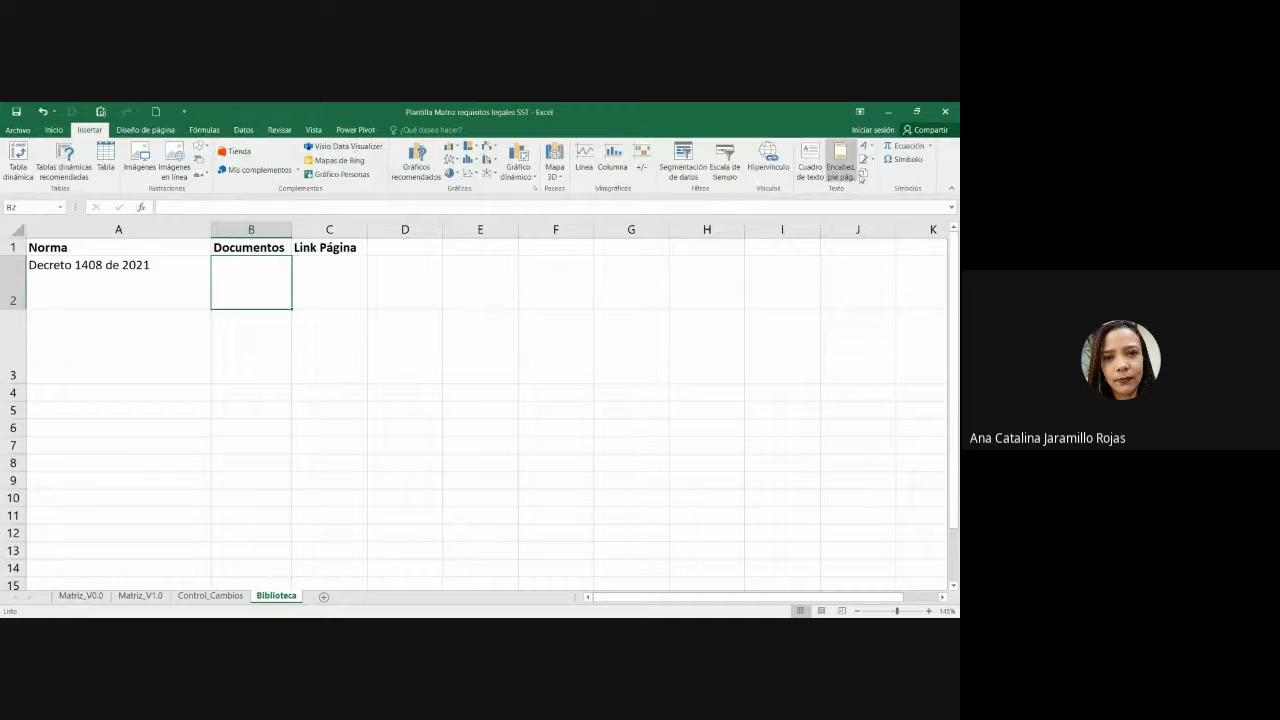 Plantilla Matriz requisitos legales SST - Excel
Archivo Inicio Insertar Diseño de página Fórmulas Datos Revisar Vista Power Pivot ¿Qué desea hacer? Iniciar sesión Compartir
Tabla dinámica
Tablas dinámicas recomendadas
Tabla
Tablas
Imágenes
Imágenes en línea
Ilustraciones
Tienda
Mis complementos
Visio Data Visualizer
Mapas de Bing
Gráfico Personas
Complementos
Gráficos recomendados
Gráfico dinámico
Gráficos
Mapa 3D
Paseos
Línea
Columna
+/-
Minigráficos
Segmentación de datos
Escala de tiempo
Filtros
Hipervínculo
Vínculos
Cuadro de texto
Encabez. pie pág.
Texto
Ecuación
Símbolo
Símbolos
B2 fx
A B C D E F G H I J K
1 Norma Documentos Link Página
Decreto 1408 de 2021
2
3
4
5
6
7
8
9
10
11
12
13
14
15
Matriz_V0.0 Matriz_V1.0 Control_Cambios Biblioteca
Listo 145%
Ana Catalina Jaramillo Rojas